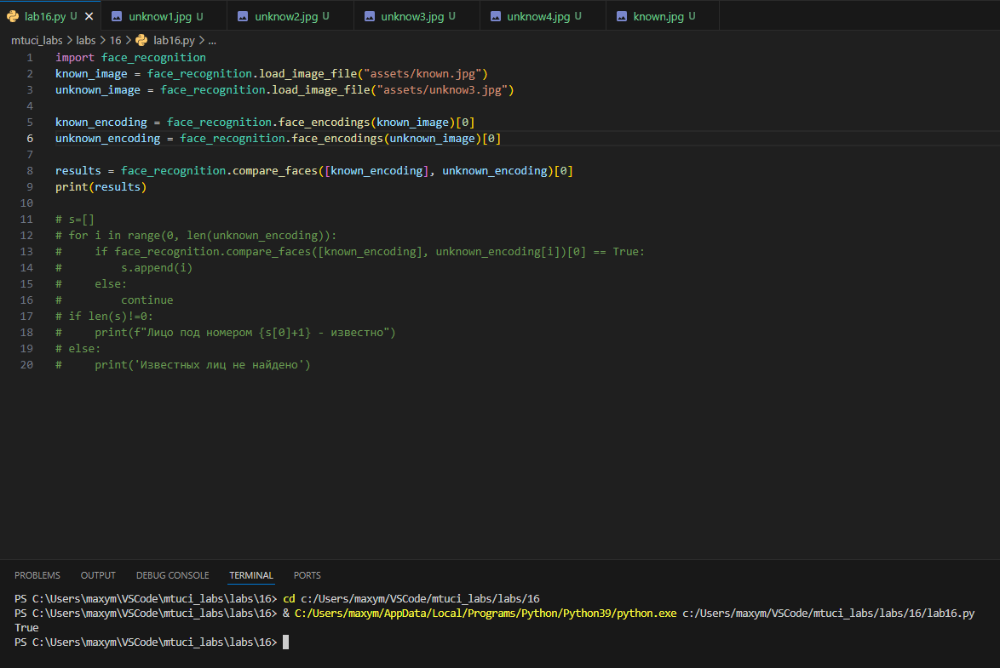 lab16.py U
unknow1.jpg U
unknow2.jpg U
unknow3.jpg U
unknow4.jpg U
known.jpg U
mtuci_labs > labs > 16 > lab16.py > ...
1 import face_recognition
2 known_image = face_recognition.load_image_file("assets/known.jpg")
3 unknown_image = face_recognition.load_image_file("assets/unknow3.jpg")
4
5 known_encoding = face_recognition.face_encodings(known_image)[0]
6 unknown_encoding = face_recognition.face_encodings(unknown_image)[0]
7
8 results = face_recognition.compare_faces([known_encoding], unknown_encoding)[0]
9 print(results)
10
11 # s=[]
12 # for i in range(0, len(unknown_encoding)):
13 #     if face_recognition.compare_faces([known_encoding], unknown_encoding[i])[0] == True:
14 #         s.append(i)
15 #     else:
16 #         continue
17 # if len(s)!=0:
18 #     print(f"Лицо под номером {s[0]+1} - известно")
19 # else:
20 #     print('Известных лиц не найдено')
PROBLEMS OUTPUT DEBUG CONSOLE TERMINAL PORTS
PS C:\Users\maxym\VSCode\mtuci_labs\labs\16> cd c:/Users/maxym/VSCode/mtuci_labs/labs/16
PS C:\Users\maxym\VSCode\mtuci_labs\labs\16> & C:/Users/maxym/AppData/Local/Programs/Python/Python39/python.exe c:/Users/maxym/VSCode/mtuci_labs/labs/16/lab16.py
True
PS C:\Users\maxym\VSCode\mtuci_labs\labs\16>